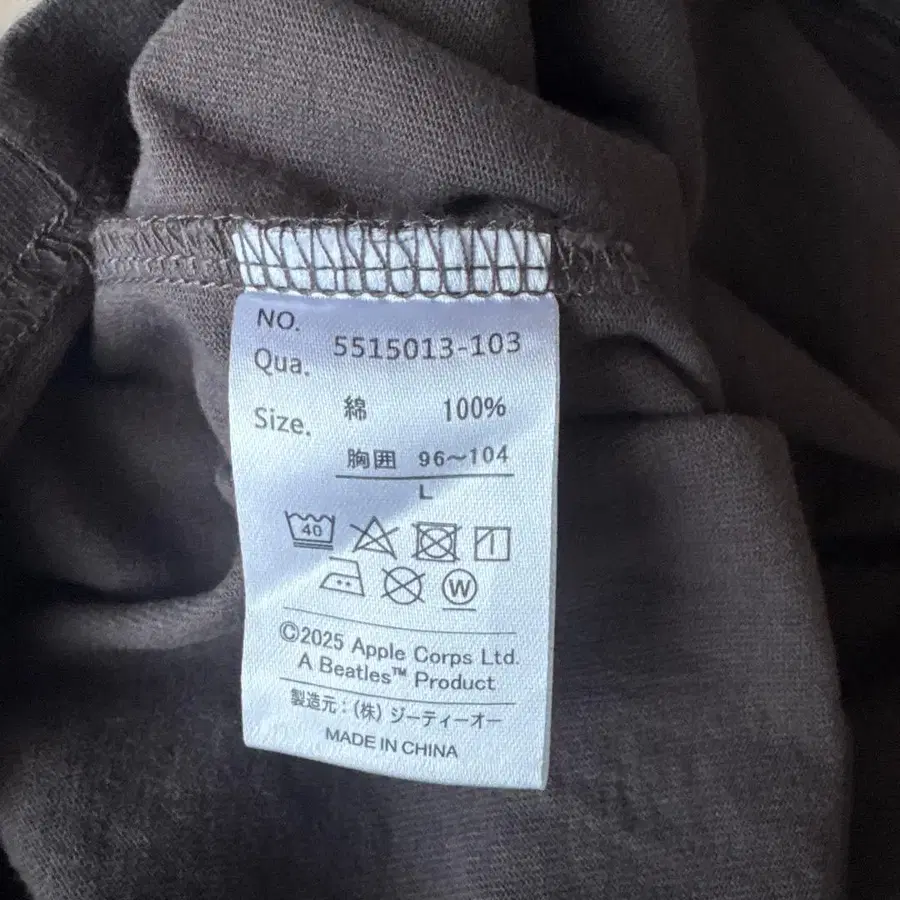 NO. 5515013-103
Qua. 綿 100%
Size. 胸囲 96〜104
L
40
W
©2025 Apple Corps Ltd.
A Beatles™ Product
製造元：(株) ジーティーオー
MADE IN CHINA